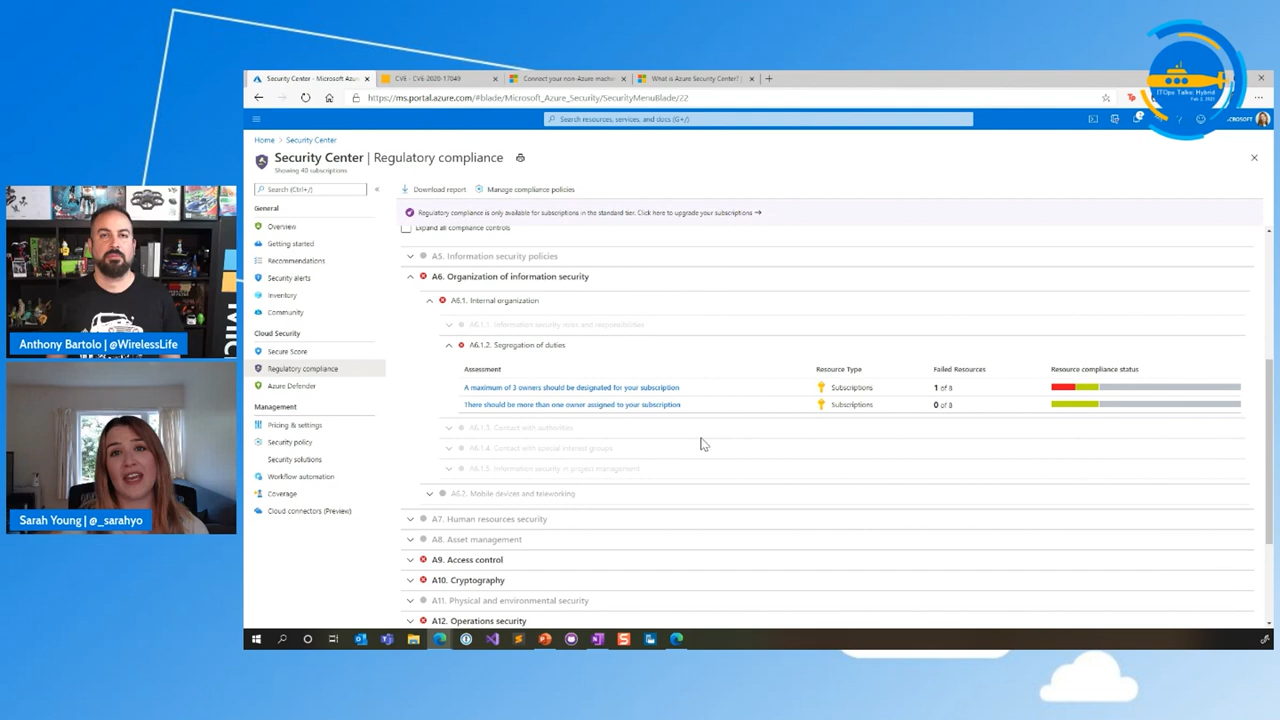 ITOps Talks: Hybrid
Feb 2, 2021
Security Center - Microsoft Azu
CVE - CVE-2020-17049
Connect your non-Azure machin
What is Azure Security Center?
https://ms.portal.azure.com/#blade/Microsoft_Azure_Security/SecurityMenuBlade/22
Search resources, services, and docs (G+/)
Home > Security Center
Security Center | Regulatory compliance
Showing 40 subscriptions
Search (Ctrl+/)
Download report
Manage compliance policies
General
Overview
Getting started
Recommendations
Security alerts
Inventory
Community
Cloud Security
Secure Score
Regulatory compliance
Azure Defender
Management
Pricing & settings
Security policy
Security solutions
Workflow automation
Coverage
Cloud connectors (Preview)
Regulatory compliance is only available for subscriptions in the standard tier. Click here to upgrade your subscriptions →
Expand all compliance controls
A5. Information security policies
A6. Organization of information security
A6.1. Internal organization
A6.1.1. Information security roles and responsibilities
A6.1.2. Segregation of duties
Assessment Resource Type Failed Resources Resource compliance status
A maximum of 3 owners should be designated for your subscription Subscriptions 1 of 8
There should be more than one owner assigned to your subscription Subscriptions 0 of 8
A6.1.3. Contact with authorities
A6.1.4. Contact with special interest groups
A6.1.5. Information security in project management
A6.2. Mobile devices and teleworking
A7. Human resources security
A8. Asset management
A9. Access control
A10. Cryptography
A11. Physical and environmental security
A12. Operations security
Anthony Bartolo | @WirelessLife
Sarah Young | @_sarahyo